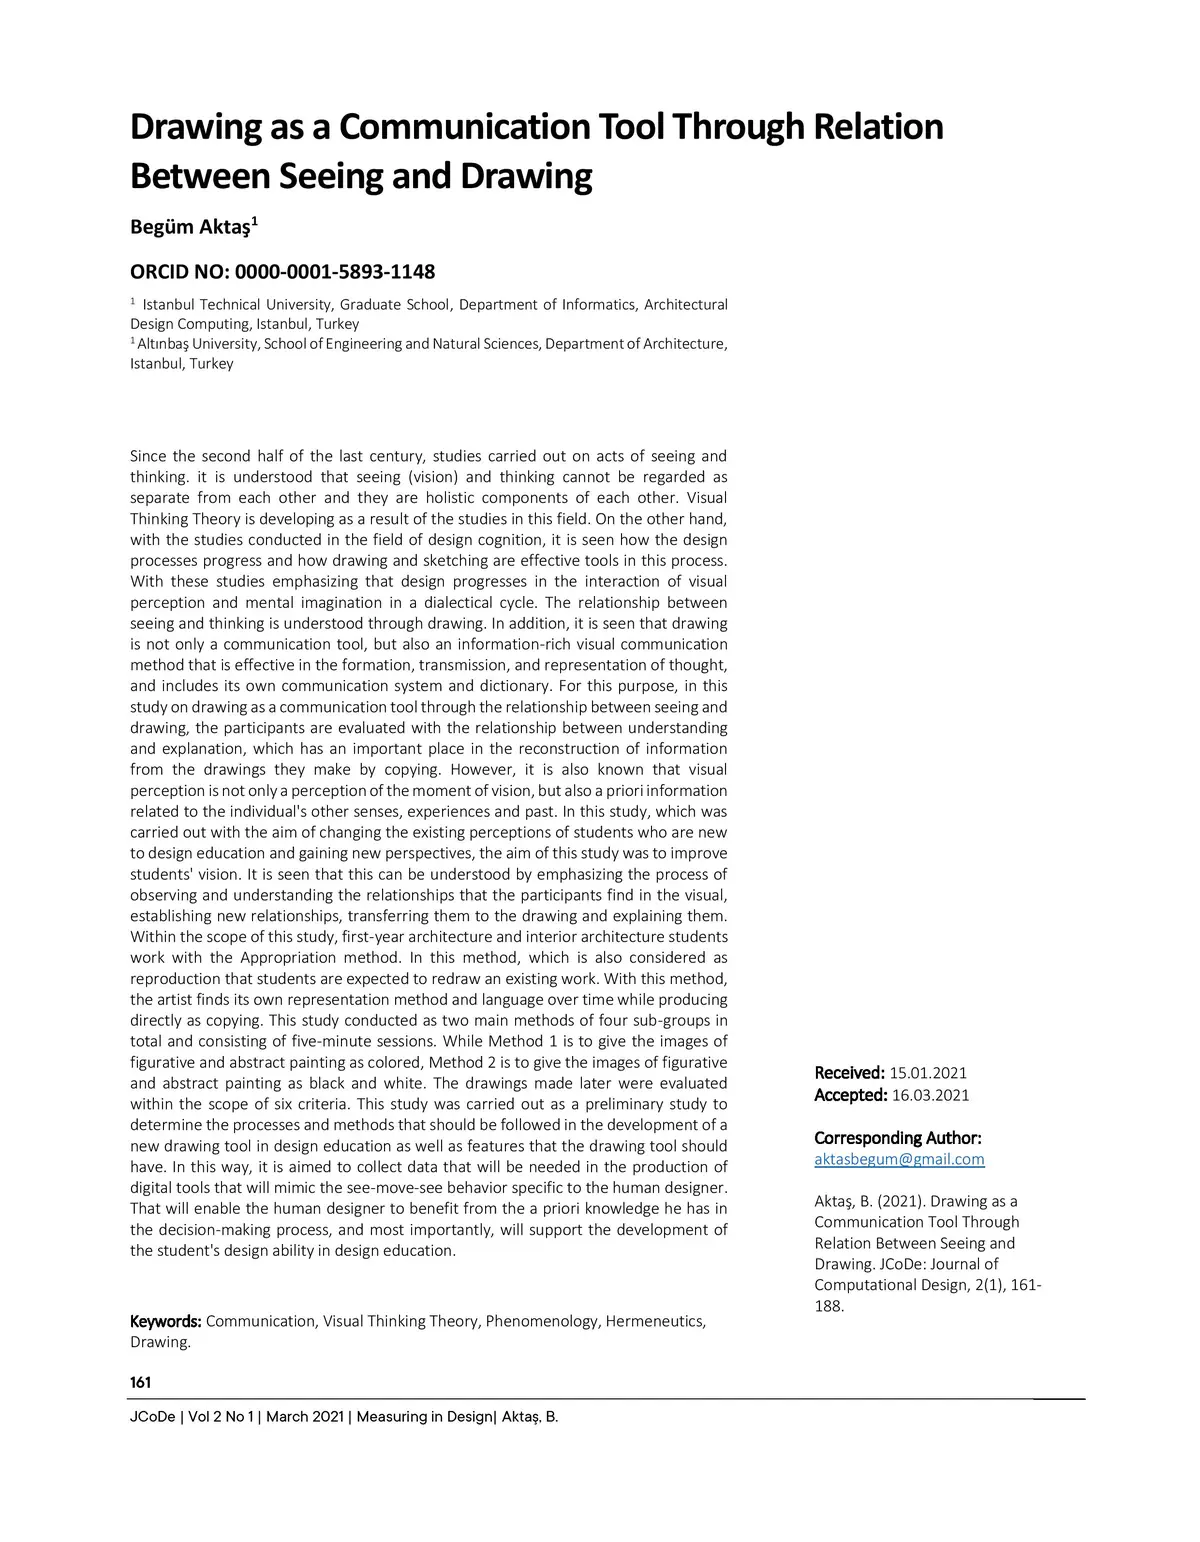 Drawing as a Communication Tool Through Relation
Between Seeing and Drawing
Begüm Aktaş1
ORCID NO: 0000-0001-5893-1148
1 Istanbul Technical University, Graduate School, Department of Informatics, Architectural
Design Computing, Istanbul, Turkey
1 Altınbaş University, School of Engineering and Natural Sciences, Department of Architecture,
Istanbul, Turkey
Since the second half of the last century, studies carried out on acts of seeing and
thinking. it is understood that seeing (vision) and thinking cannot be regarded as
separate from each other and they are holistic components of each other. Visual
Thinking Theory is developing as a result of the studies in this field. On the other hand,
with the studies conducted in the field of design cognition, it is seen how the design
processes progress and how drawing and sketching are effective tools in this process.
With these studies emphasizing that design progresses in the interaction of visual
perception and mental imagination in a dialectical cycle. The relationship between
seeing and thinking is understood through drawing. In addition, it is seen that drawing
is not only a communication tool, but also an information-rich visual communication
method that is effective in the formation, transmission, and representation of thought,
and includes its own communication system and dictionary. For this purpose, in this
study on drawing as a communication tool through the relationship between seeing and
drawing, the participants are evaluated with the relationship between understanding
and explanation, which has an important place in the reconstruction of information
from the drawings they make by copying. However, it is also known that visual
perception is not only a perception of the moment of vision, but also a priori information
related to the individual's other senses, experiences and past. In this study, which was
carried out with the aim of changing the existing perceptions of students who are new
to design education and gaining new perspectives, the aim of this study was to improve
students' vision. It is seen that this can be understood by emphasizing the process of
observing and understanding the relationships that the participants find in the visual,
establishing new relationships, transferring them to the drawing and explaining them.
Within the scope of this study, first-year architecture and interior architecture students
work with the Appropriation method. In this method, which is also considered as
reproduction that students are expected to redraw an existing work. With this method,
the artist finds its own representation method and language over time while producing
directly as copying. This study conducted as two main methods of four sub-groups in
total and consisting of five-minute sessions. While Method 1 is to give the images of
figurative and abstract painting as colored, Method 2 is to give the images of figurative
and abstract painting as black and white. The drawings made later were evaluated
within the scope of six criteria. This study was carried out as a preliminary study to
determine the processes and methods that should be followed in the development of a
new drawing tool in design education as well as features that the drawing tool should
have. In this way, it is aimed to collect data that will be needed in the production of
digital tools that will mimic the see-move-see behavior specific to the human designer.
That will enable the human designer to benefit from the a priori knowledge he has in
the decision-making process, and most importantly, will support the development of
the student's design ability in design education.
Keywords: Communication, Visual Thinking Theory, Phenomenology, Hermeneutics,
Drawing.
Received: 15.01.2021
Accepted: 16.03.2021
Corresponding Author:
aktasbegum@gmail.com
Aktaş, B. (2021). Drawing as a
Communication Tool Through
Relation Between Seeing and
Drawing. JCoDe: Journal of
Computational Design, 2(1), 161-
188.
161
JCoDe | Vol 2 No 1 | March 2021 | Measuring in Design| Aktaş, B.